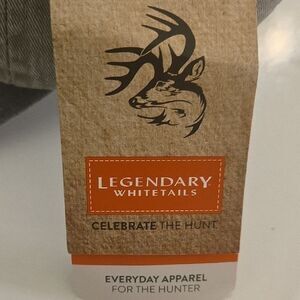 LEGENDARY
WHITETAILS
CELEBRATE THE HUNT
EVERYDAY APPAREL
FOR THE HUNTER